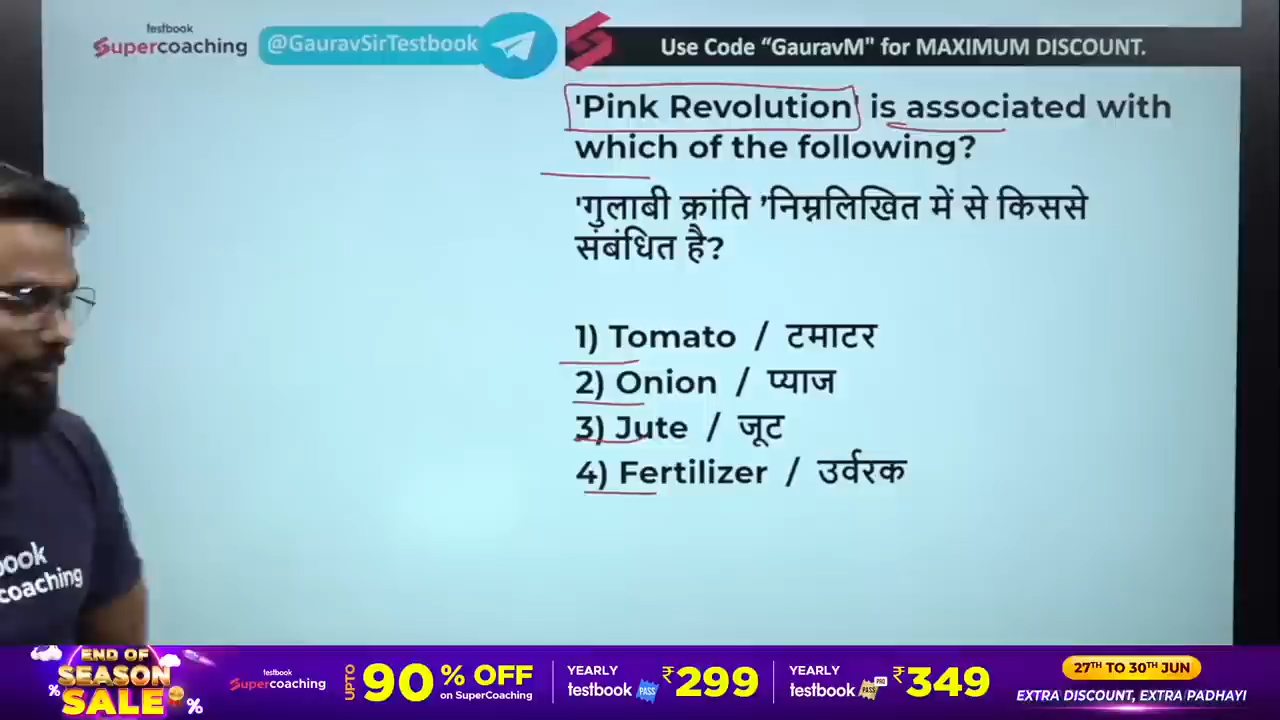 testbook
Supercoaching
@GauravSirTestbook
Use Code “GauravM" for MAXIMUM DISCOUNT.
'Pink Revolution' is associated with
which of the following?
'गुलाबी क्रांति 'निम्नलिखित में से किससे
संबंधित है?
1) Tomato / टमाटर
2) Onion / प्याज
3) Jute / जूट
4) Fertilizer / उर्वरक
book
coaching
END OF
SEASON
SALE
%
%
testbook
Supercoaching
UPTO 90% OFF
on SuperCoaching
YEARLY
testbook PASS
₹299
YEARLY
testbook PASS PRO
₹349
27TH TO 30TH JUN
EXTRA DISCOUNT, EXTRA PADHAYI